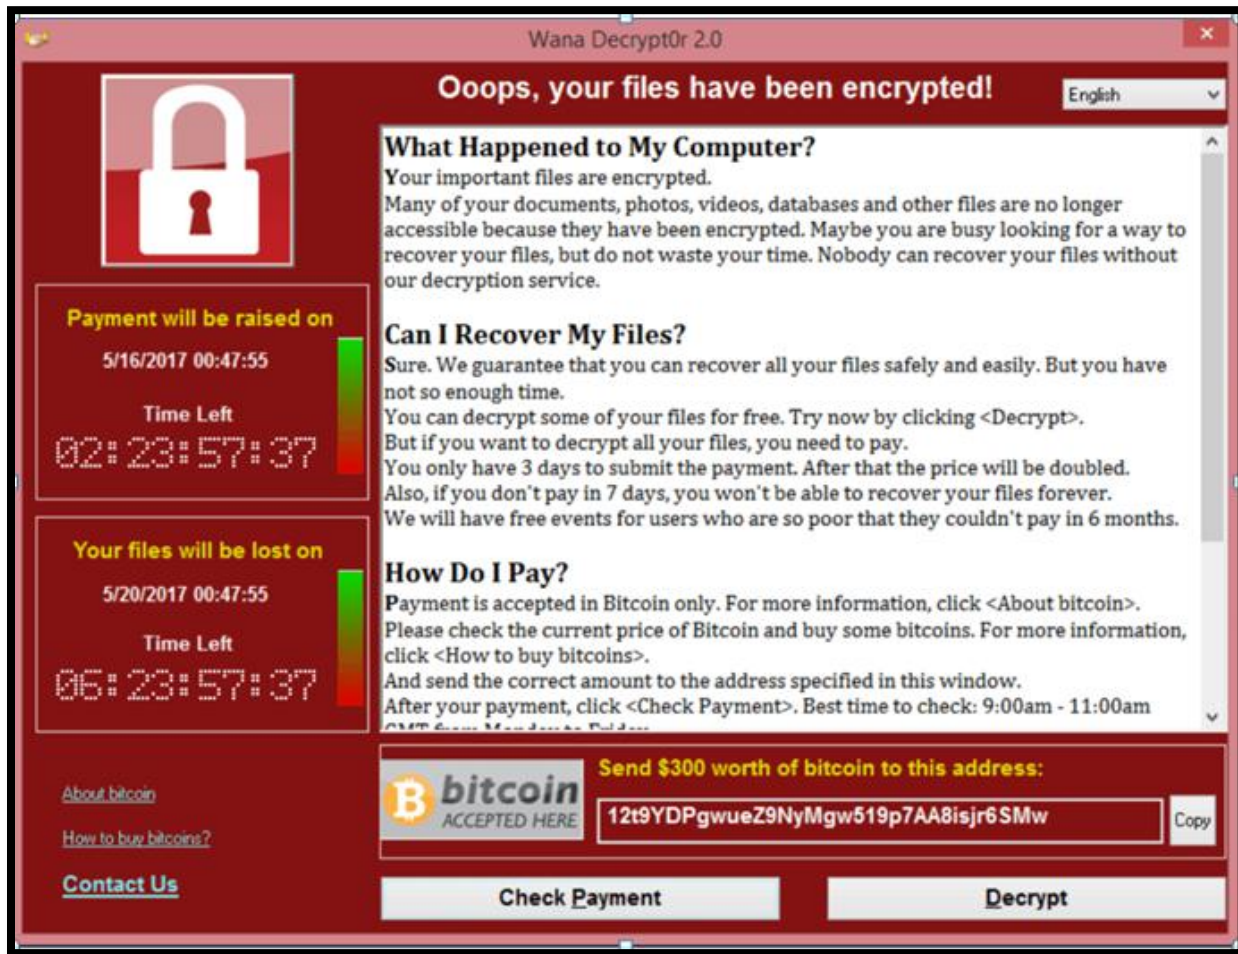 Wana Decrypt0r 2.0
Ooops, your files have been encrypted!
English
What Happened to My Computer?
Your important files are encrypted.
Many of your documents, photos, videos, databases and other files are no longer
accessible because they have been encrypted. Maybe you are busy looking for a way to
recover your files, but do not waste your time. Nobody can recover your files without
our decryption service.
Can I Recover My Files?
Sure. We guarantee that you can recover all your files safely and easily. But you have
not so enough time.
You can decrypt some of your files for free. Try now by clicking <Decrypt>.
But if you want to decrypt all your files, you need to pay.
You only have 3 days to submit the payment. After that the price will be doubled.
Also, if you don't pay in 7 days, you won't be able to recover your files forever.
We will have free events for users who are so poor that they couldn't pay in 6 months.
How Do I Pay?
Payment is accepted in Bitcoin only. For more information, click <About bitcoin>.
Please check the current price of Bitcoin and buy some bitcoins. For more information,
click <How to buy bitcoins>.
And send the correct amount to the address specified in this window.
After your payment, click <Check Payment>. Best time to check: 9:00am - 11:00am
GMT from Monday to Friday
Payment will be raised on
5/16/2017 00:47:55
Time Left
02:23:57:37
Your files will be lost on
5/20/2017 00:47:55
Time Left
06:23:57:37
About bitcoin
How to buy bitcoins?
Contact Us
bitcoin
ACCEPTED HERE
Send $300 worth of bitcoin to this address:
12t9YDPgwueZ9NyMgw519p7AA8isjr6SMw
Copy
Check Payment
Decrypt